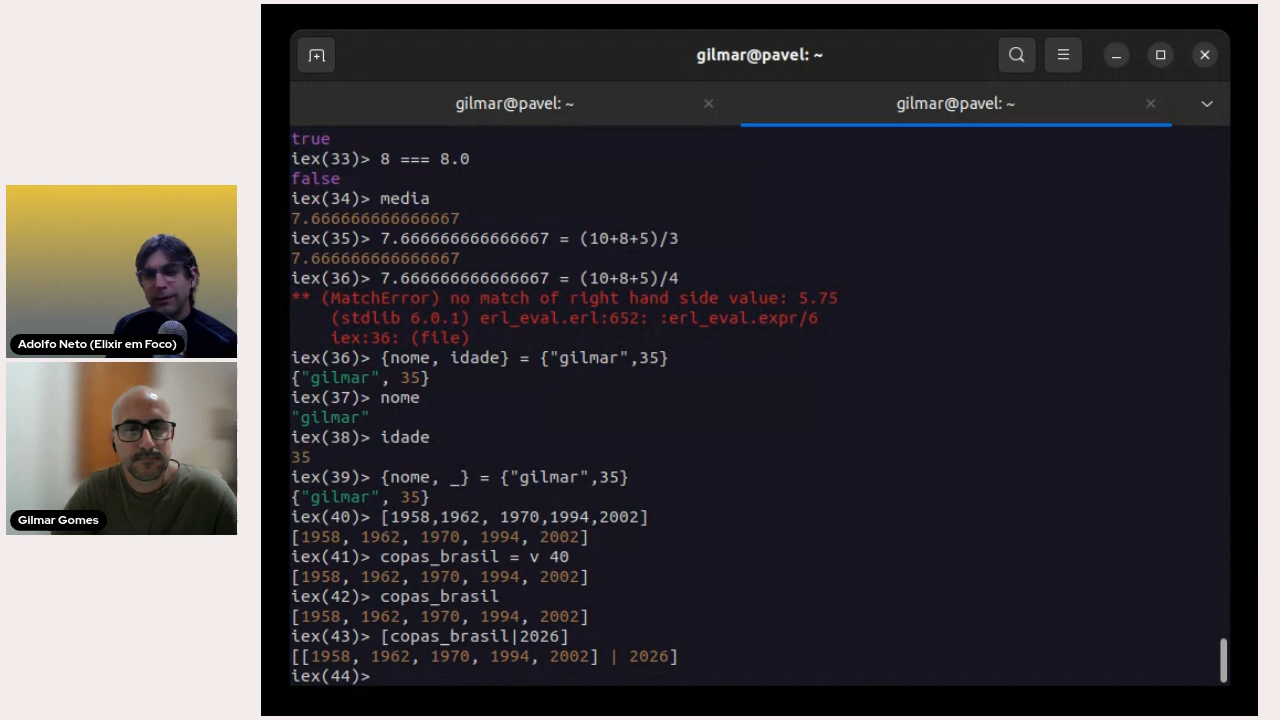 gilmar@pavel: ~
gilmar@pavel: ~
gilmar@pavel: ~
true
iex(33)> 8 === 8.0
false
iex(34)> media
7.666666666666667
iex(35)> 7.666666666666667 = (10+8+5)/3
7.666666666666667
iex(36)> 7.666666666666667 = (10+8+5)/4
** (MatchError) no match of right hand side value: 5.75
    (stdlib 6.0.1) erl_eval.erl:652: :erl_eval.expr/6
    iex:36: (file)
iex(36)> {nome, idade} = {"gilmar",35}
{"gilmar", 35}
iex(37)> nome
"gilmar"
iex(38)> idade
35
iex(39)> {nome, _} = {"gilmar",35}
{"gilmar", 35}
iex(40)> [1958,1962, 1970,1994,2002]
[1958, 1962, 1970, 1994, 2002]
iex(41)> copas_brasil = v 40
[1958, 1962, 1970, 1994, 2002]
iex(42)> copas_brasil
[1958, 1962, 1970, 1994, 2002]
iex(43)> [copas_brasil|2026]
[[1958, 1962, 1970, 1994, 2002] | 2026]
iex(44)>
Adolfo Neto (Elixir em Foco)
Gilmar Gomes